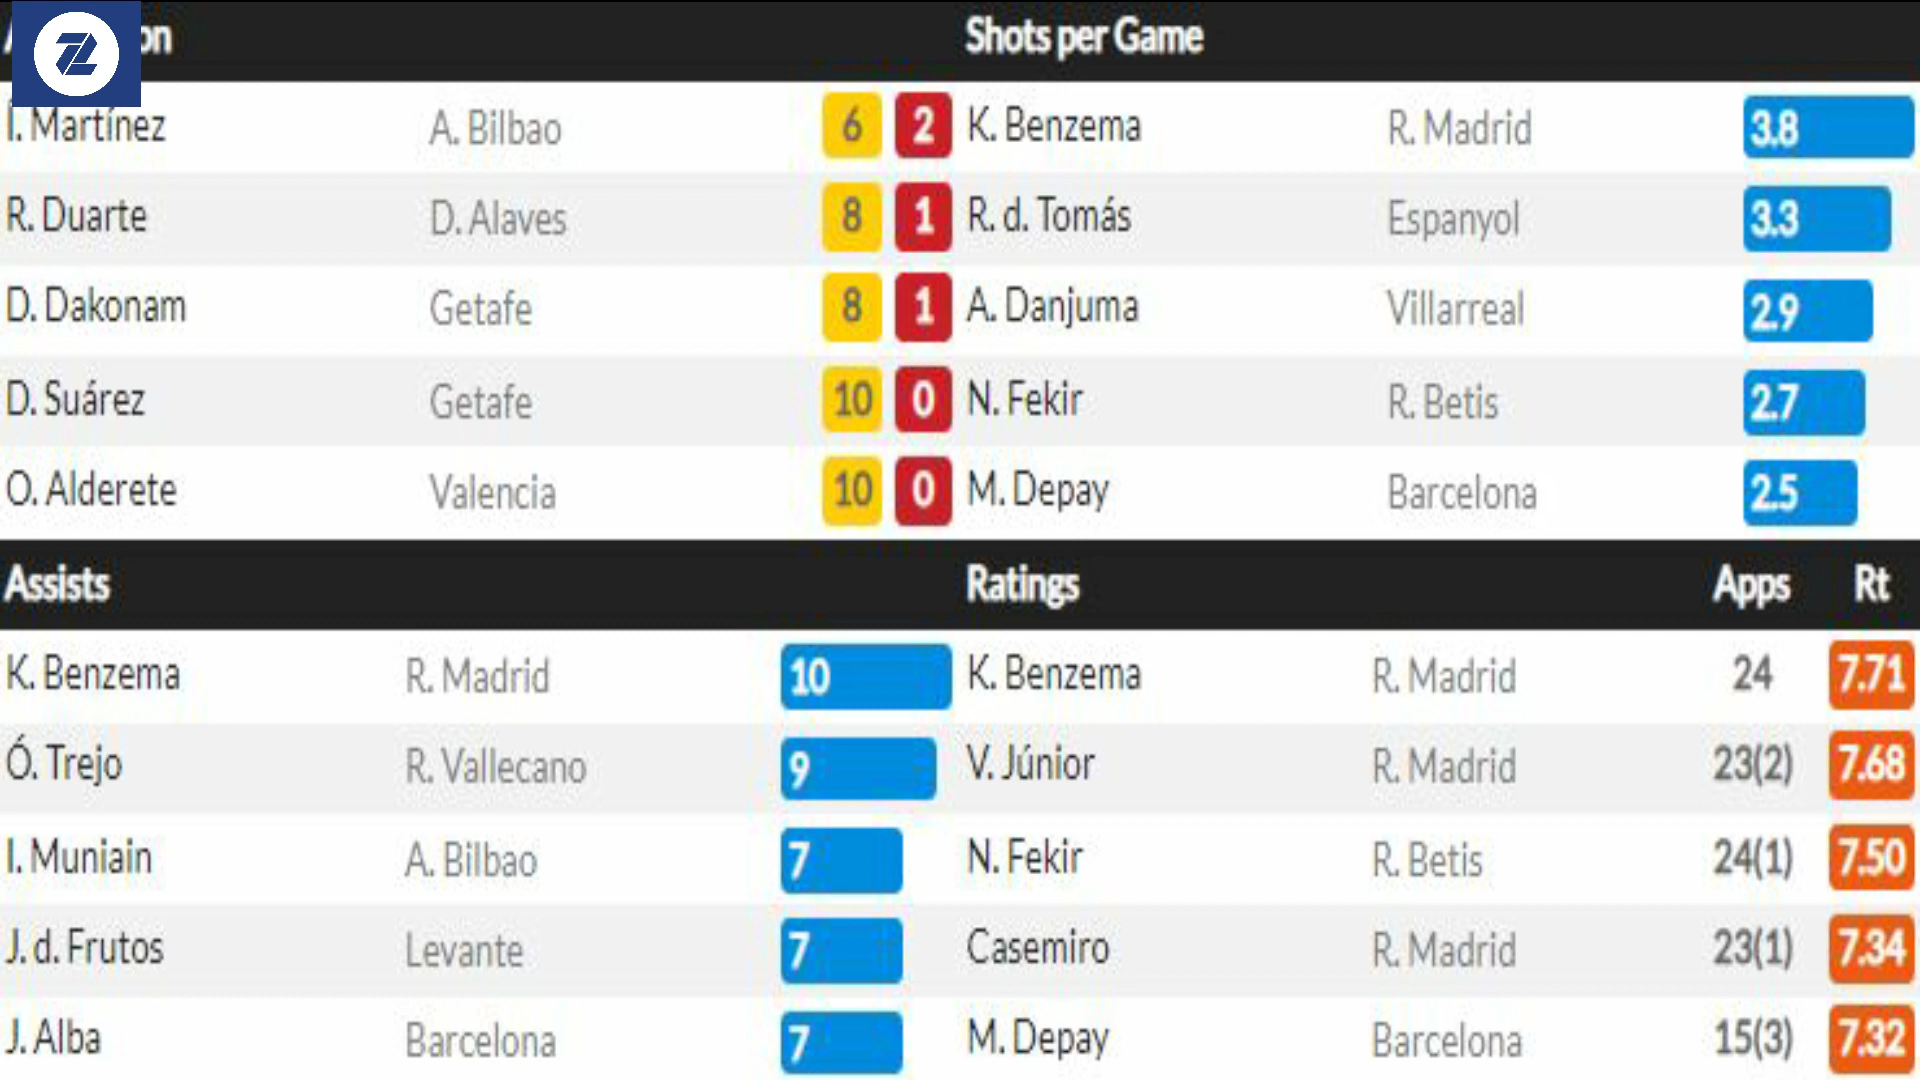 Shots per Game
Í. Martínez A. Bilbao 6 2
R. Duarte D. Alaves 8 1
D. Dakonam Getafe 8 1
D. Suárez Getafe 10 0
O. Alderete Valencia 10 0
K. Benzema R. Madrid 3.8
R. d. Tomás Espanyol 3.3
A. Danjuma Villarreal 2.9
N. Fekir R. Betis 2.7
M. Depay Barcelona 2.5
Assists
K. Benzema R. Madrid 10
Ó. Trejo R. Vallecano 9
I. Muniain A. Bilbao 7
J. d. Frutos Levante 7
J. Alba Barcelona 7
Ratings Apps Rt
K. Benzema R. Madrid 24 7.71
V. Júnior R. Madrid 23(2) 7.68
N. Fekir R. Betis 24(1) 7.50
Casemiro R. Madrid 23(1) 7.34
M. Depay Barcelona 15(3) 7.32